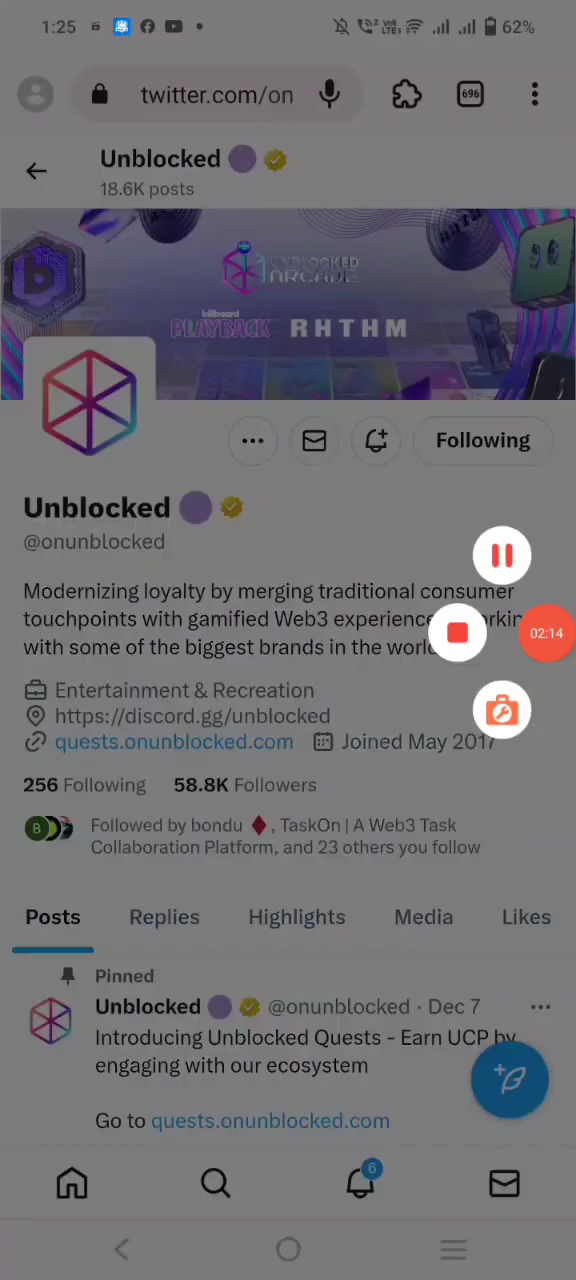 1:25
LTE1
62%
twitter.com/on
696
Unblocked
18.6K posts
UNBLOCKED
ARCADE
billboard
PLAYBACK RHTHM
Following
Unblocked
@onunblocked
Modernizing loyalty by merging traditional consumer
touchpoints with gamified Web3 experience
with some of the biggest brands in the world
02:14
Entertainment & Recreation
https://discord.gg/unblocked
quests.onunblocked.com Joined May 2017
256 Following 58.8K Followers
B
Followed by bondu , TaskOn | A Web3 Task
Collaboration Platform, and 23 others you follow
Posts Replies Highlights Media Likes
Pinned
Unblocked @onunblocked · Dec 7
Introducing Unblocked Quests - Earn UCP by
engaging with our ecosystem
Go to quests.onunblocked.com
6